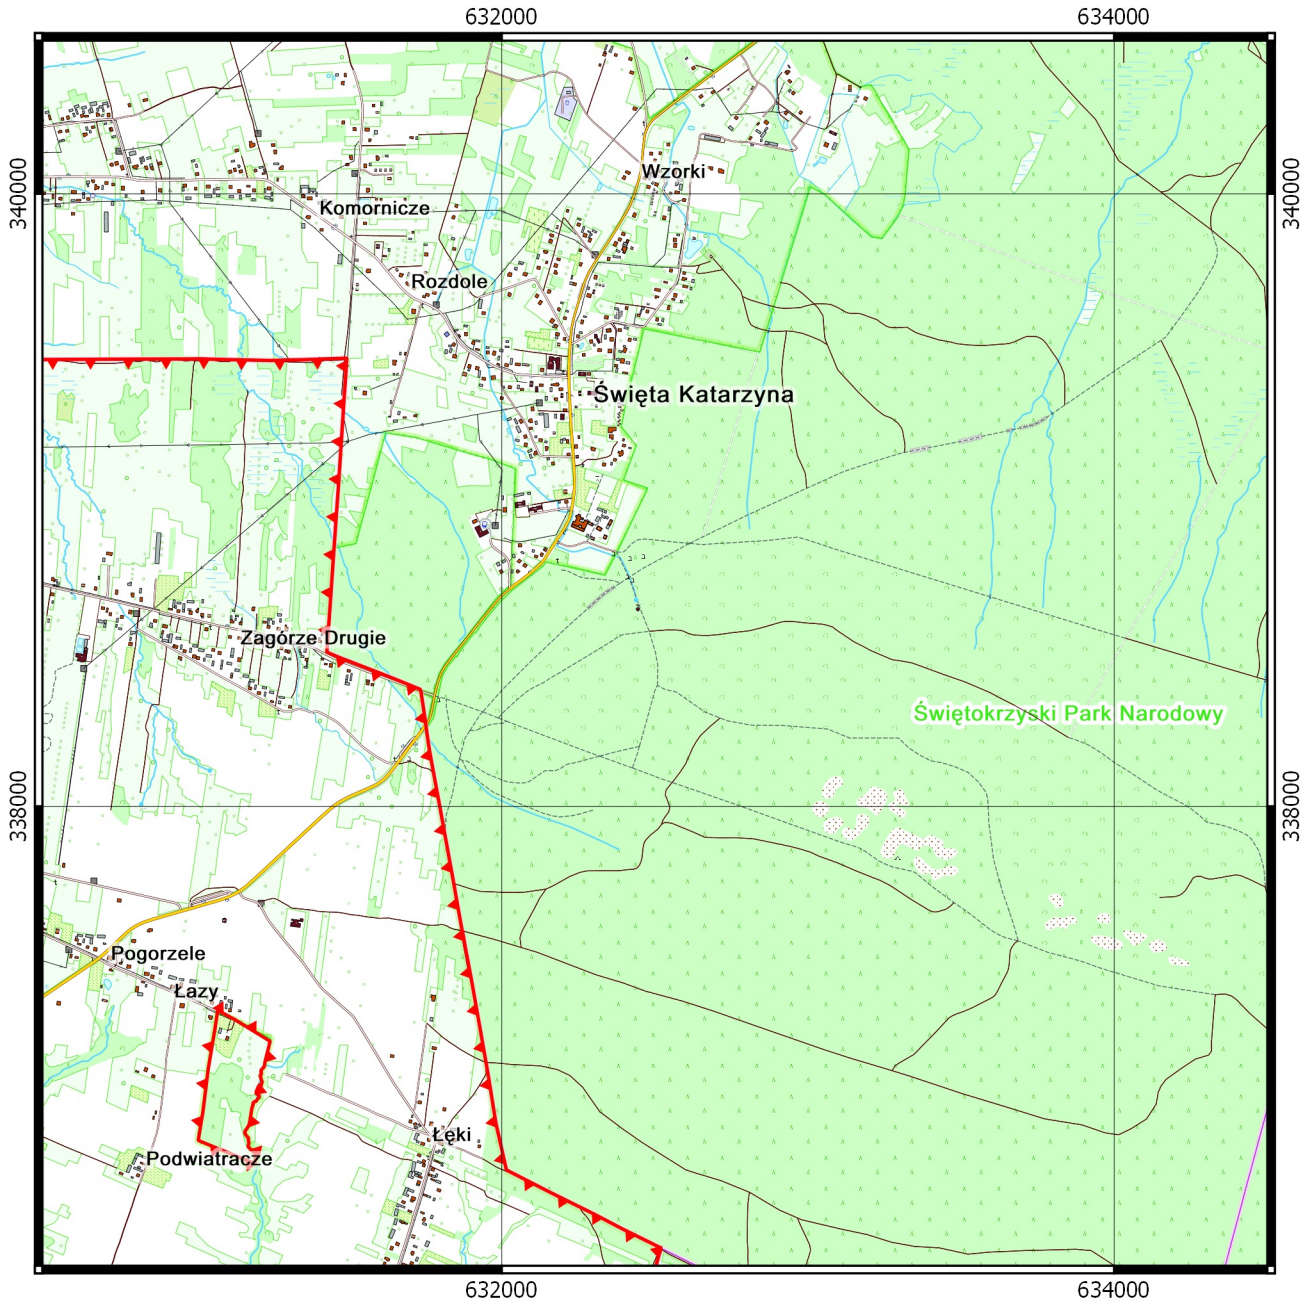 632000
634000
340000
340000
Wzorki
Komornicze
Rozdole
Święta Katarzyna
Zagórze Drugie
Świętokrzyski Park Narodowy
338000
338000
Pogorzele
Łazy
Łęki
Podwiatracze
632000
634000